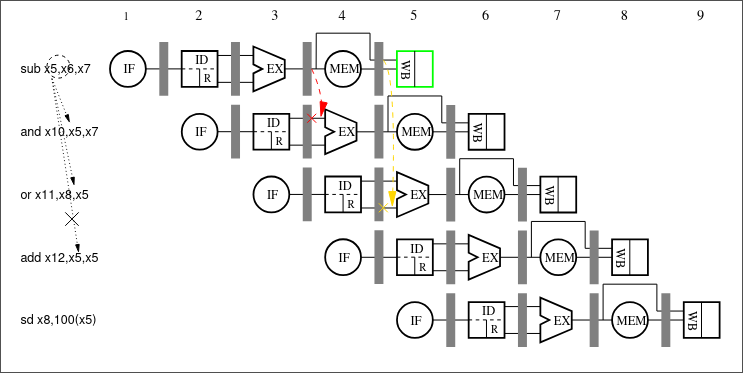 1 2 3 4 5 6 7 8 9
sub x5,x6,x7 IF ID R EX MEM WB
and x10,x5,x7 IF ID R EX MEM WB
or x11,x8,x5 IF ID R EX MEM WB
add x12,x5,x5 IF ID R EX MEM WB
sd x8,100(x5) IF ID R EX MEM WB